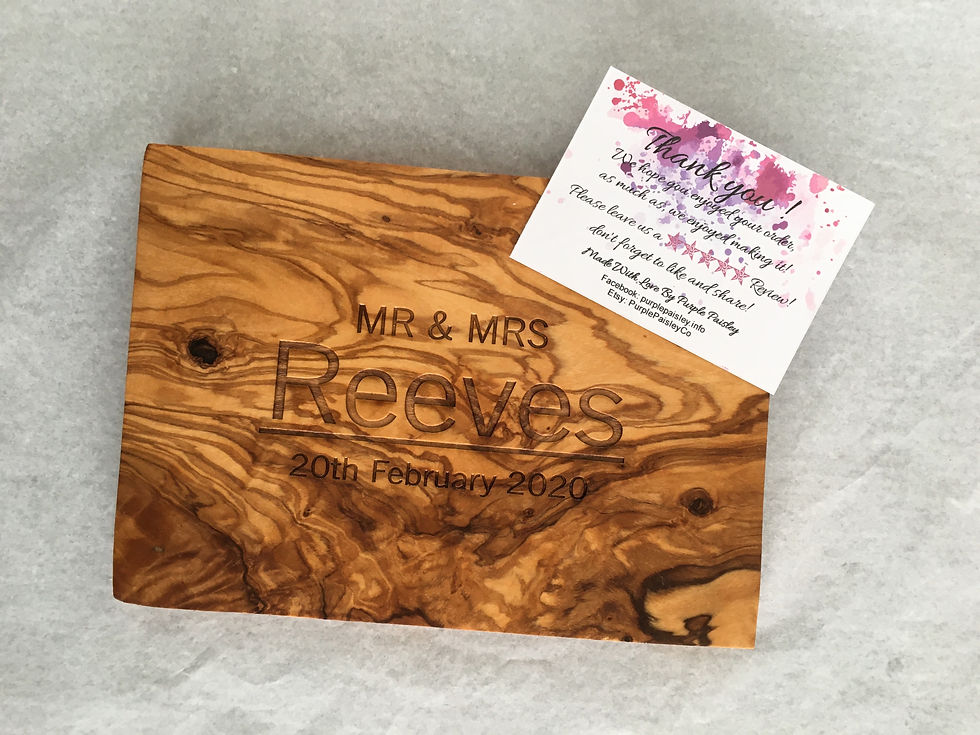 MR & MRS
Reeves
20th February 2020
Thank you !
We hope you enjoyed your order,
as much as, we enjoyed making it!
Please leave us a Renew!
don't forget to like and share!
Made With Love By Purple Paisley
Facebook: purplepaisley.info
Etsy: PurplePaisleyCo